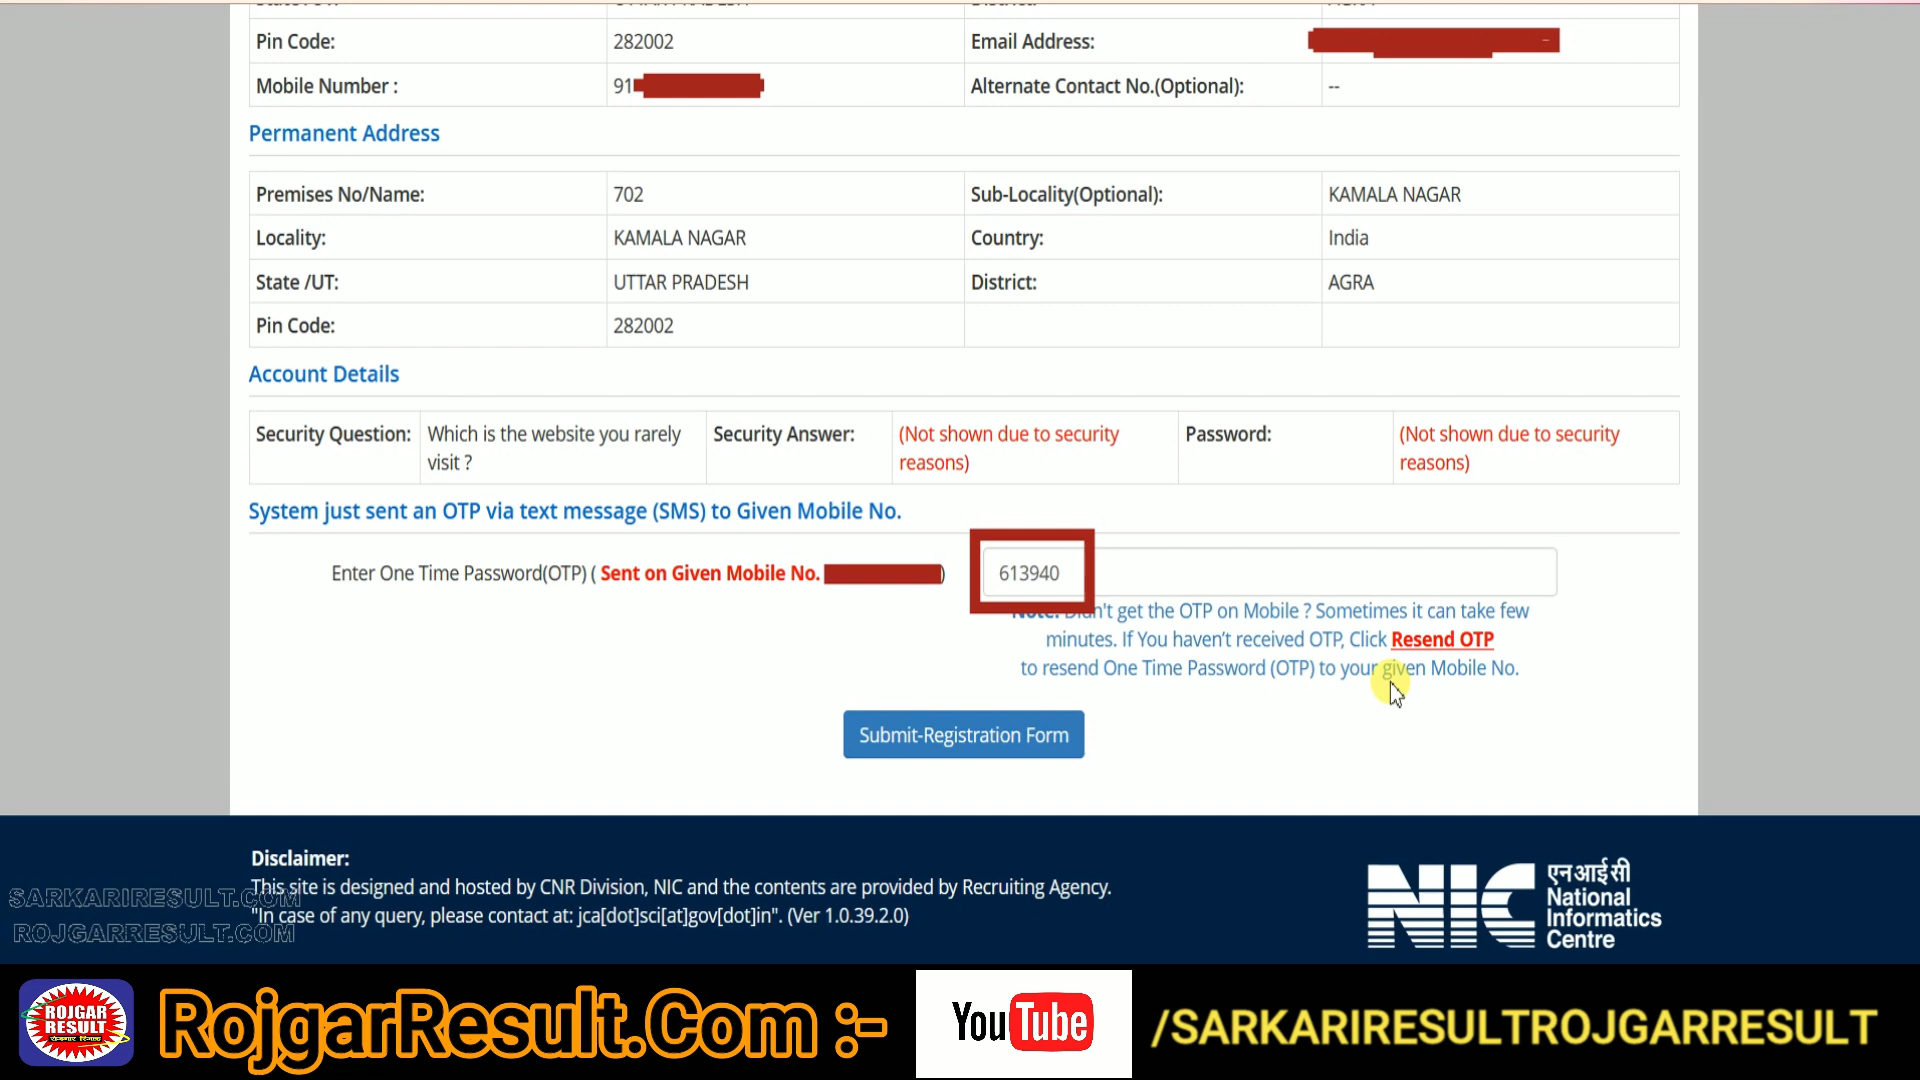 Pin Code: 282002 Email Address:
Mobile Number : 91 Alternate Contact No.(Optional): --
Permanent Address
Premises No/Name: 702 Sub-Locality(Optional): KAMALA NAGAR
Locality: KAMALA NAGAR Country: India
State /UT: UTTAR PRADESH District: AGRA
Pin Code: 282002
Account Details
Security Question: Which is the website you rarely visit ? Security Answer: (Not shown due to security reasons) Password: (Not shown due to security reasons)
System just sent an OTP via text message (SMS) to Given Mobile No.
Enter One Time Password(OTP) ( Sent on Given Mobile No. ) 613940
Note: Didn't get the OTP on Mobile ? Sometimes it can take few
minutes. If You haven't received OTP, Click Resend OTP
to resend One Time Password (OTP) to your given Mobile No.
Submit-Registration Form
Disclaimer:
This site is designed and hosted by CNR Division, NIC and the contents are provided by Recruiting Agency.
"In case of any query, please contact at: jca[dot]sci[at]gov[dot]in". (Ver 1.0.39.2.0)
SARKARIRESULT.COM
ROJGARRESULT.COM
NIC
एन आई सी
National
Informatics
Centre
ROJGAR
RESULT
RojgarResult.Com :-
YouTube
/SARKARIRESULTROJGARRESULT